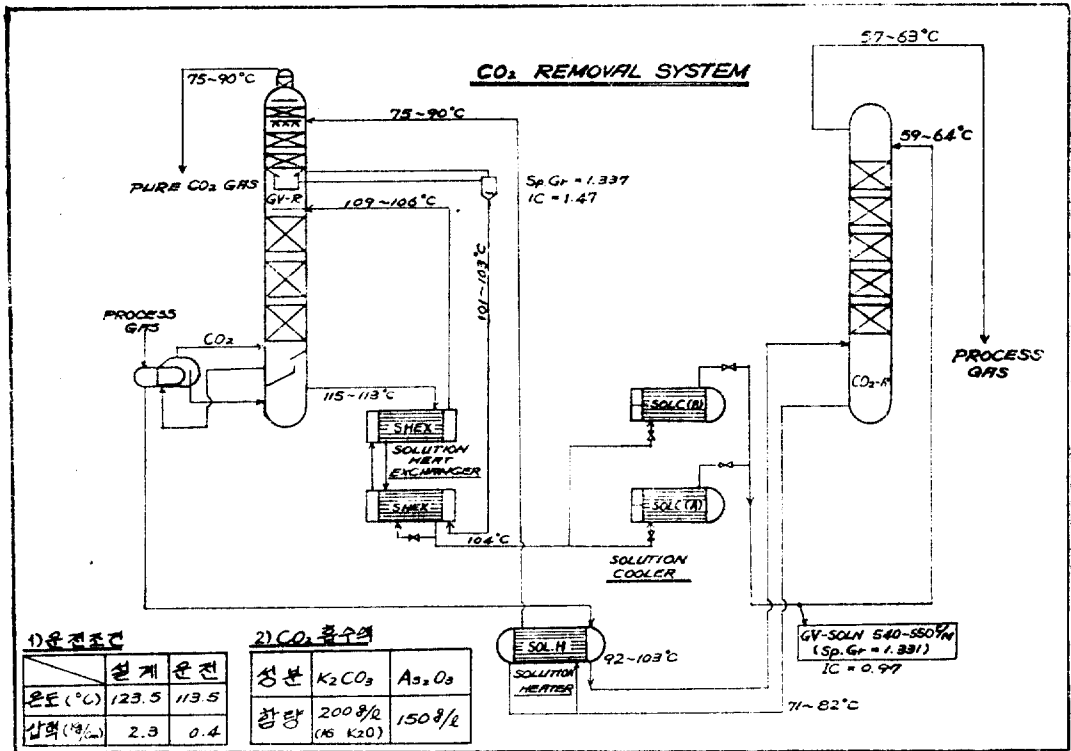 CO₂ REMOVAL SYSTEM
57~63°C
75~90°C
75~90°C
59~64°C
PURE CO₂ GAS
GV-R
Sp Gr = 1.337
IC = 1.47
109~106°C
101~103°C
PROCESS
GAS
CO₂
PROCESS
GAS
115~113°C
SHEX
SOLUTION
HEAT
EXCHANGER
SHEX
104°C
SOLC(B)
SOLC(A)
SOLUTION
COOLER
SOL.H
SOLUTION
HEATER
92~103°C
71~82°C
GV-SOLN 540-550
(Sp. Gr = 1.331)
IC = 0.97
1) 운전조건
설계 운전
온도 (°C) 123.5 113.5
압력 2.3 0.4
2) CO₂ 흡수액
성분 K₂CO₃ As₂O₃
함량 200 g/ℓ 150 g/ℓ
(AS K₂O)